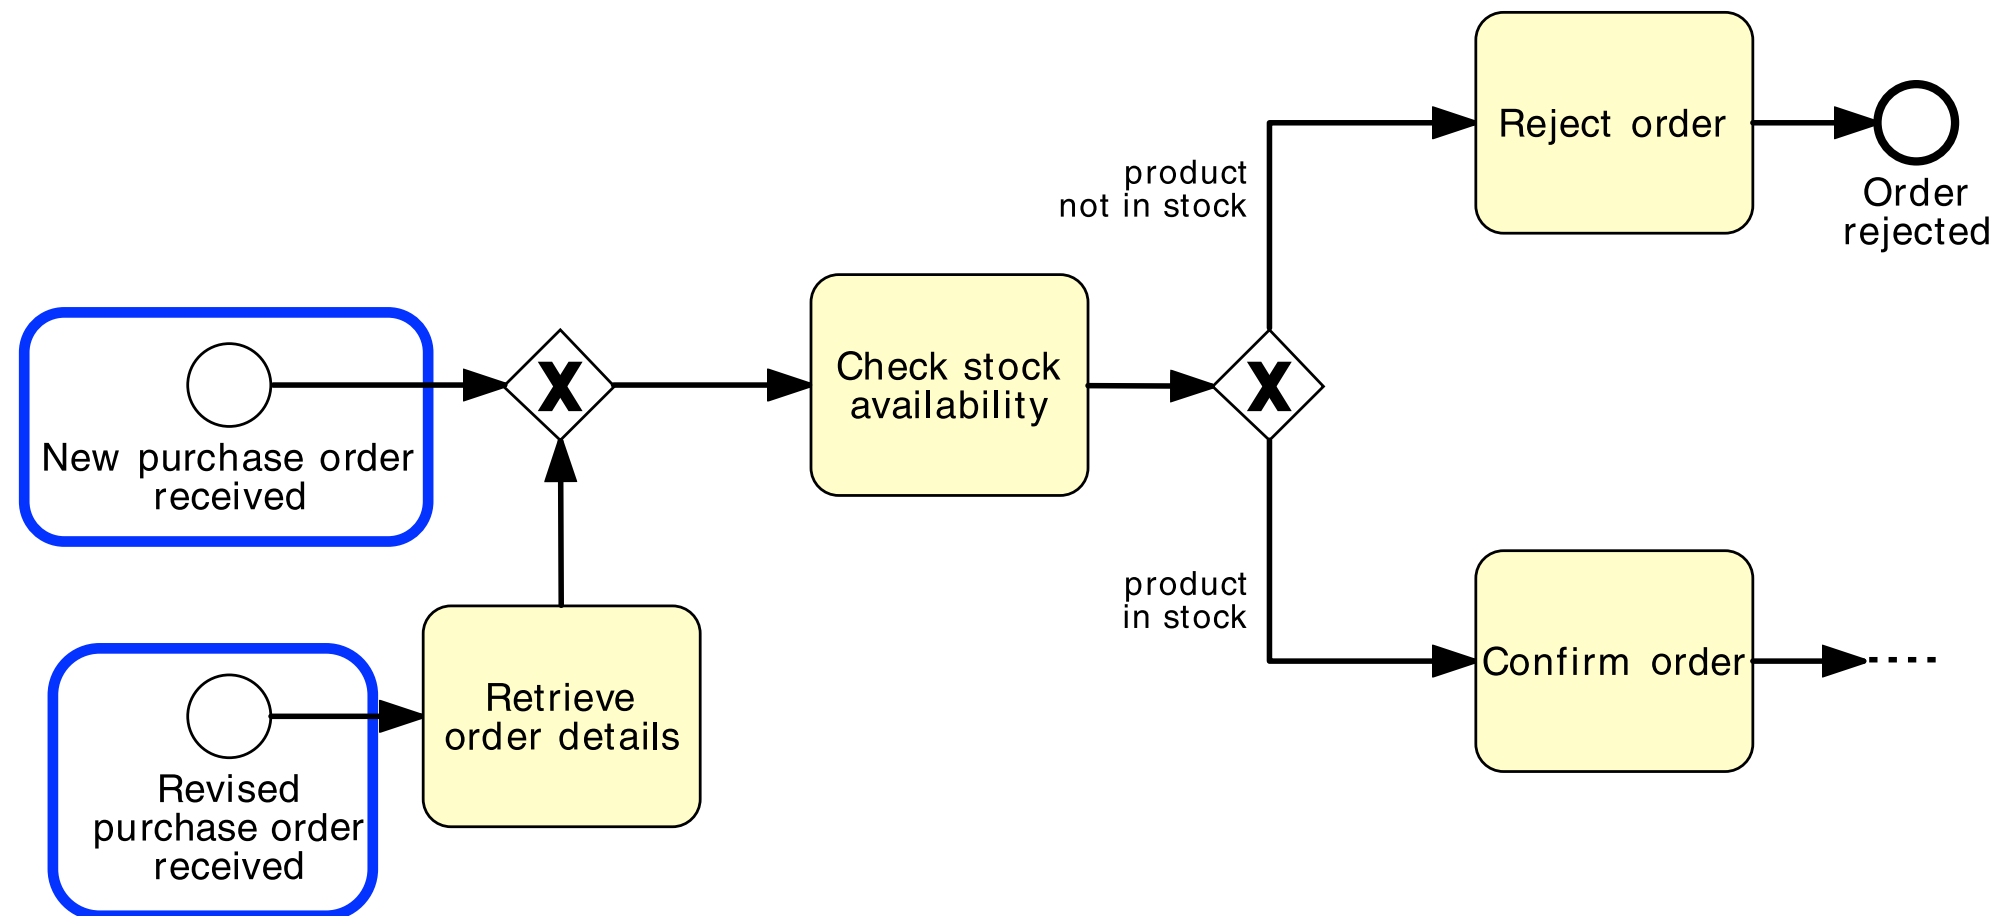 Reject order
Order
rejected
product
not in stock
New purchase order
received
X
Check stock
availability
X
product
in stock
Confirm order
Retrieve
order details
Revised
purchase order
received